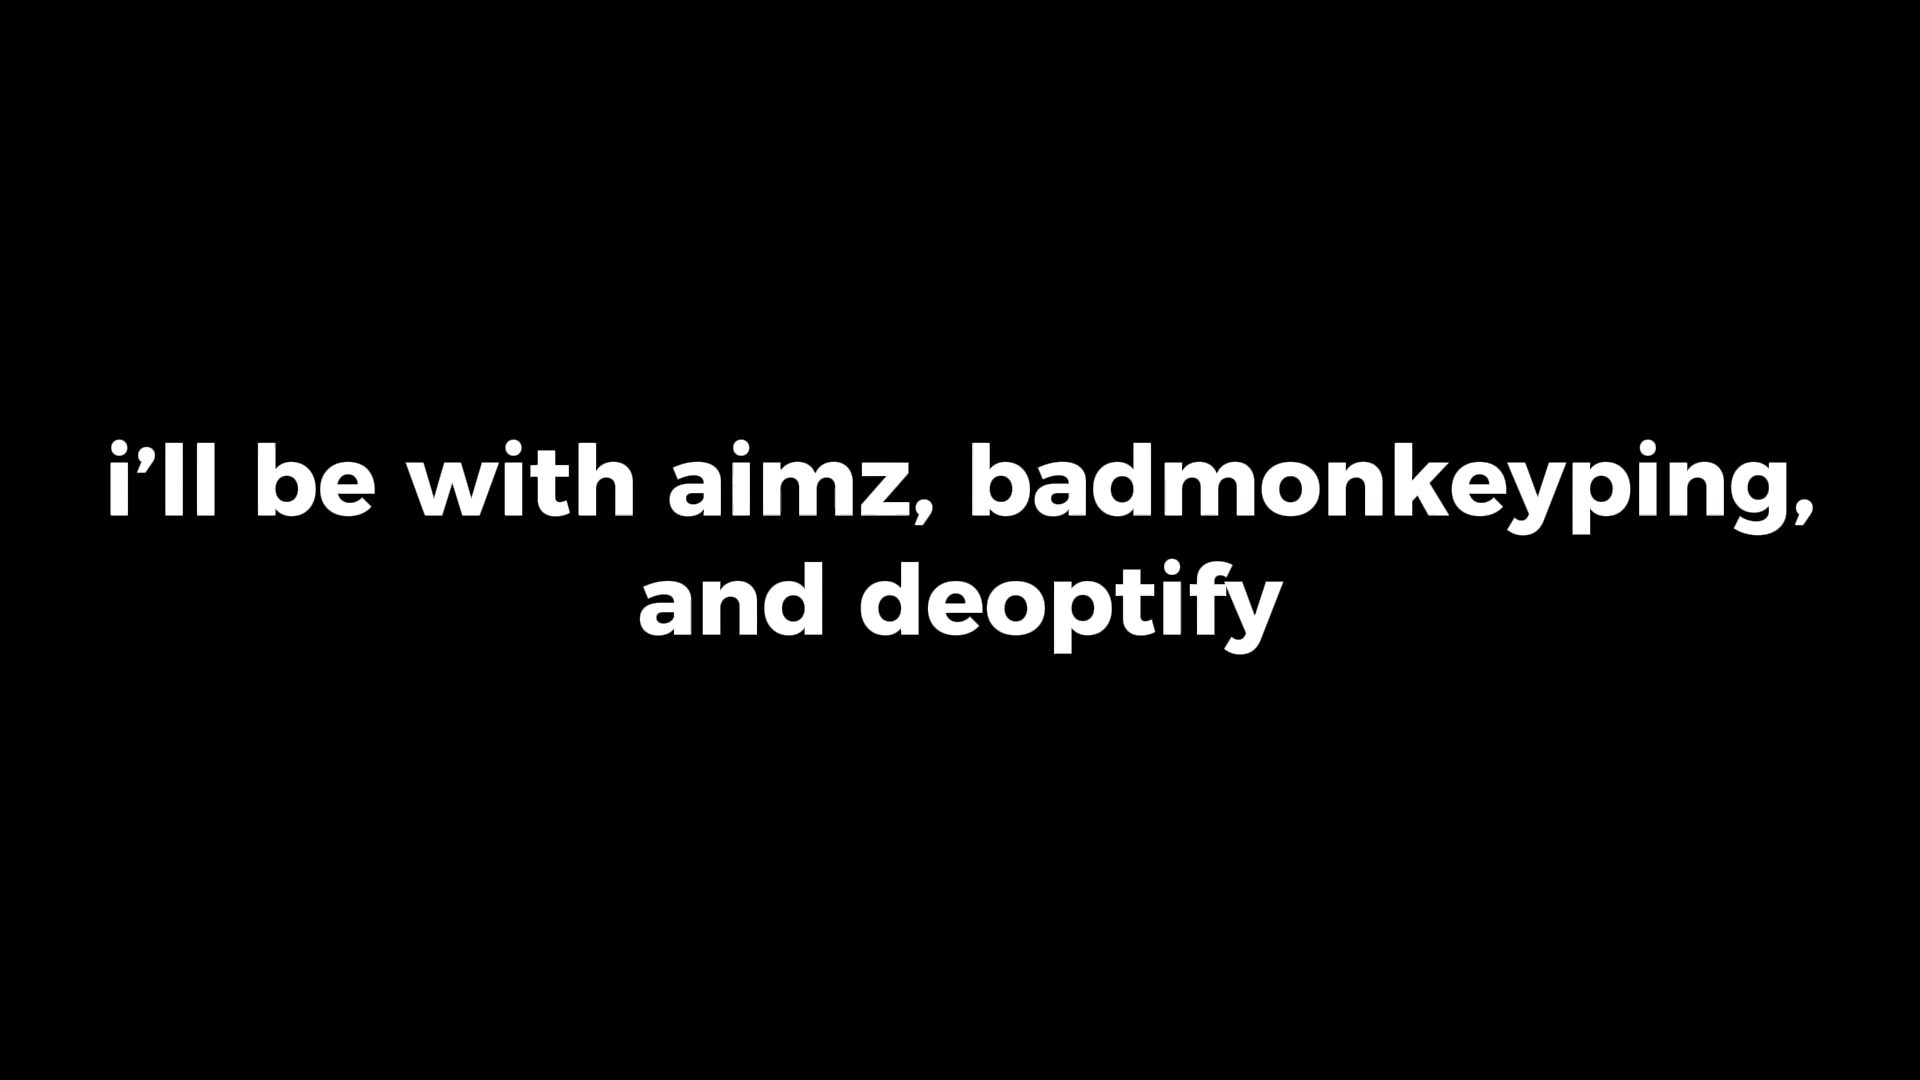 i’ll be with aimz, badmonkeyping,
and deoptify